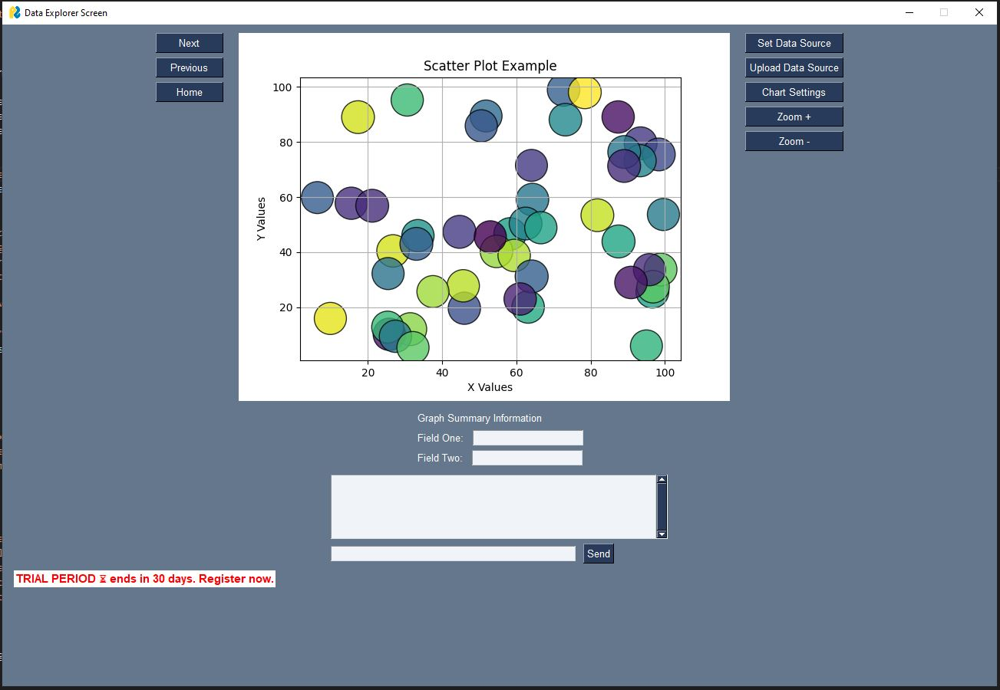 Data Explorer Screen
Next
Previous
Home
Set Data Source
Upload Data Source
Chart Settings
Zoom +
Zoom -
Scatter Plot Example
Y Values
100
80
60
40
20
20 40 60 80 100
X Values
Graph Summary Information
Field One:
Field Two:
Send
TRIAL PERIOD ⧖ ends in 30 days. Register now.